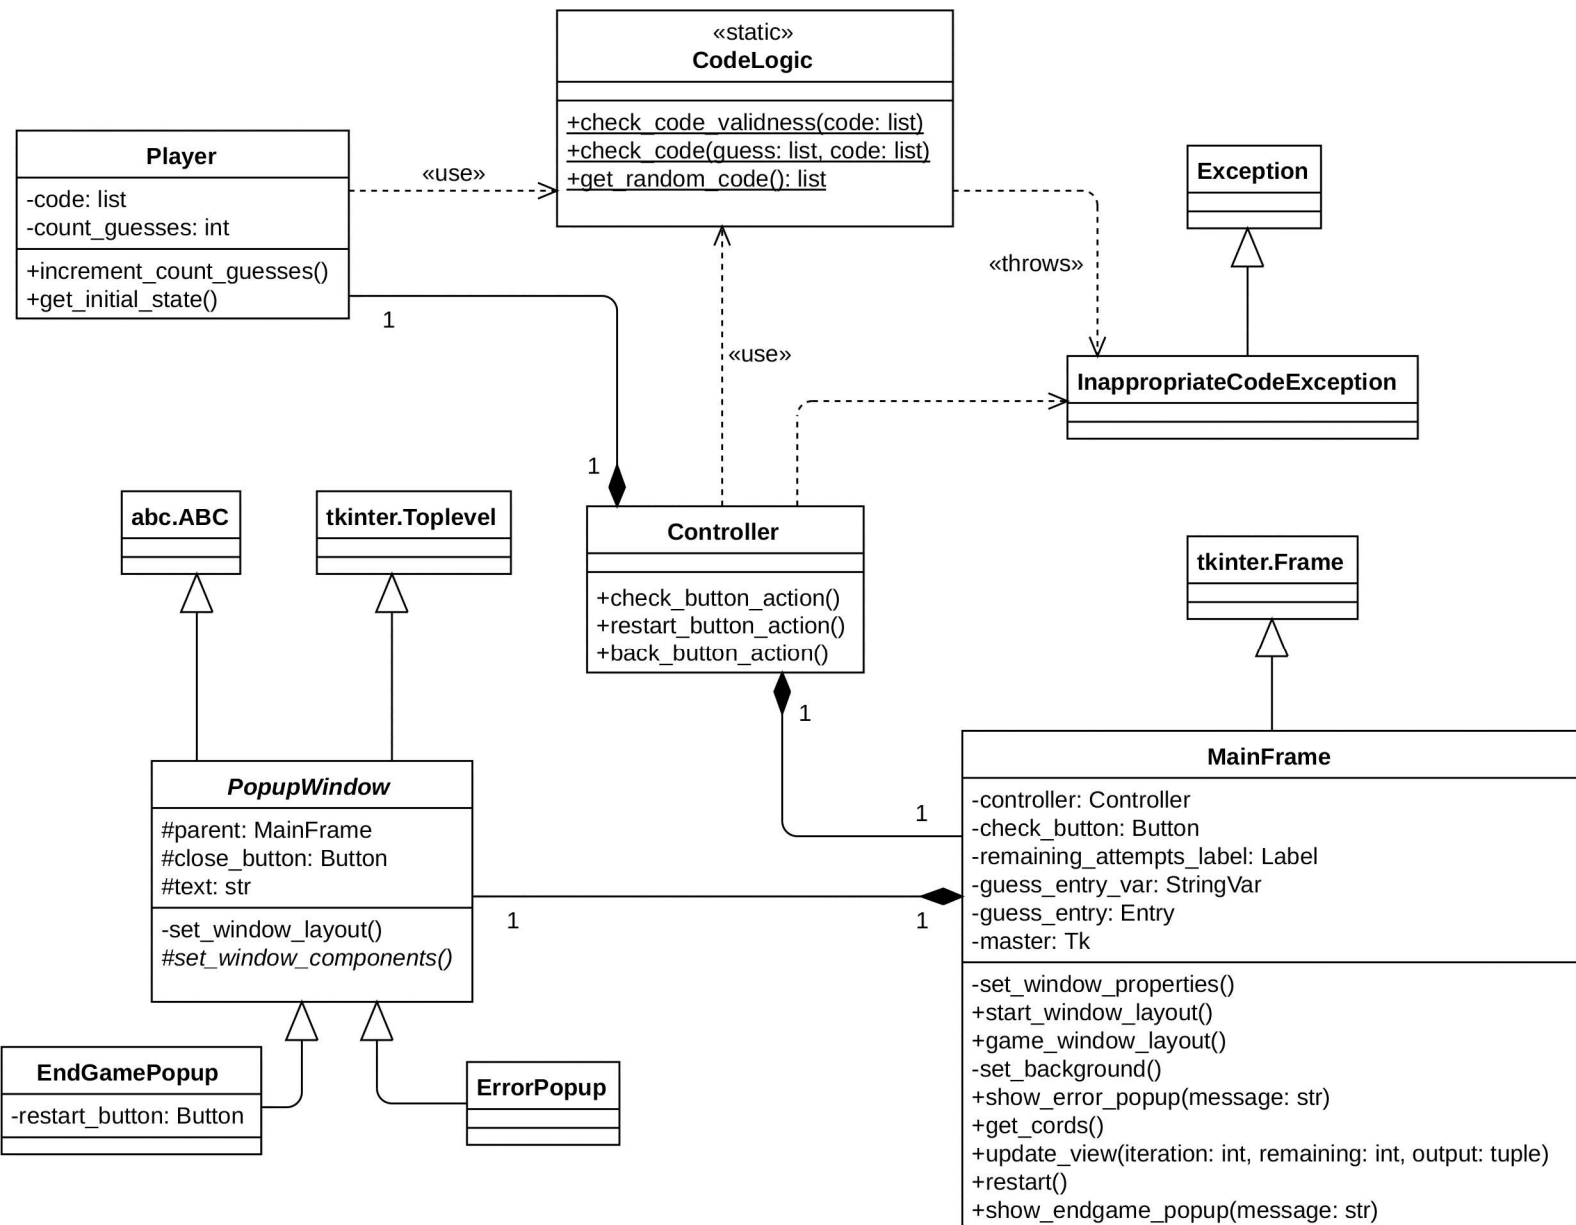 «static»
CodeLogic
+check_code_validness(code: list)
+check_code(guess: list, code: list)
+get_random_code(): list
Player
-code: list
-count_guesses: int
+increment_count_guesses()
+get_initial_state()
«use»
1
Exception
«throws»
«use»
InappropriateCodeException
1
abc.ABC
tkinter.Toplevel
Controller
+check_button_action()
+restart_button_action()
+back_button_action()
tkinter.Frame
1
1
PopupWindow
#parent: MainFrame
#close_button: Button
#text: str
-set_window_layout()
#set_window_components()
1
1
MainFrame
-controller: Controller
-check_button: Button
-remaining_attempts_label: Label
-guess_entry_var: StringVar
-guess_entry: Entry
-master: Tk
-set_window_properties()
+start_window_layout()
+game_window_layout()
-set_background()
+show_error_popup(message: str)
+get_cords()
+update_view(iteration: int, remaining: int, output: tuple)
+restart()
+show_endgame_popup(message: str)
EndGamePopup
-restart_button: Button
ErrorPopup